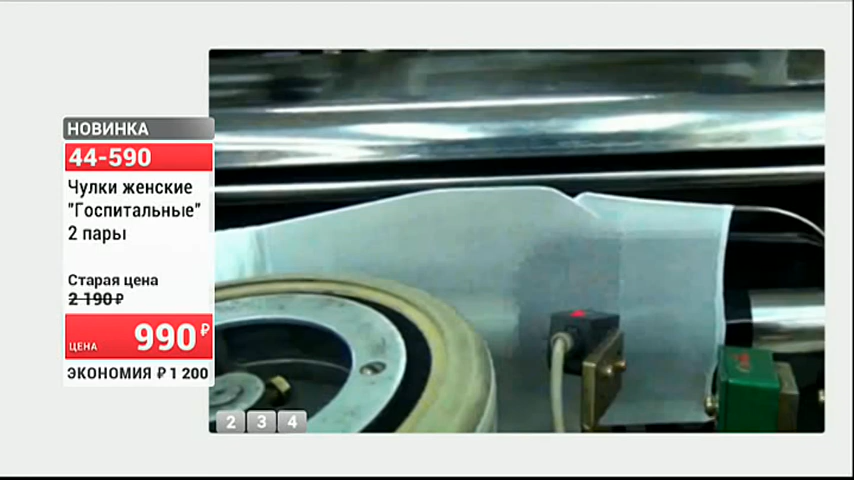 НОВИНКА
44-590
Чулки женские
"Госпитальные"
2 пары
Старая цена
2 190 ₽
ЦЕНА 990 ₽
ЭКОНОМИЯ ₽ 1 200
2 3 4